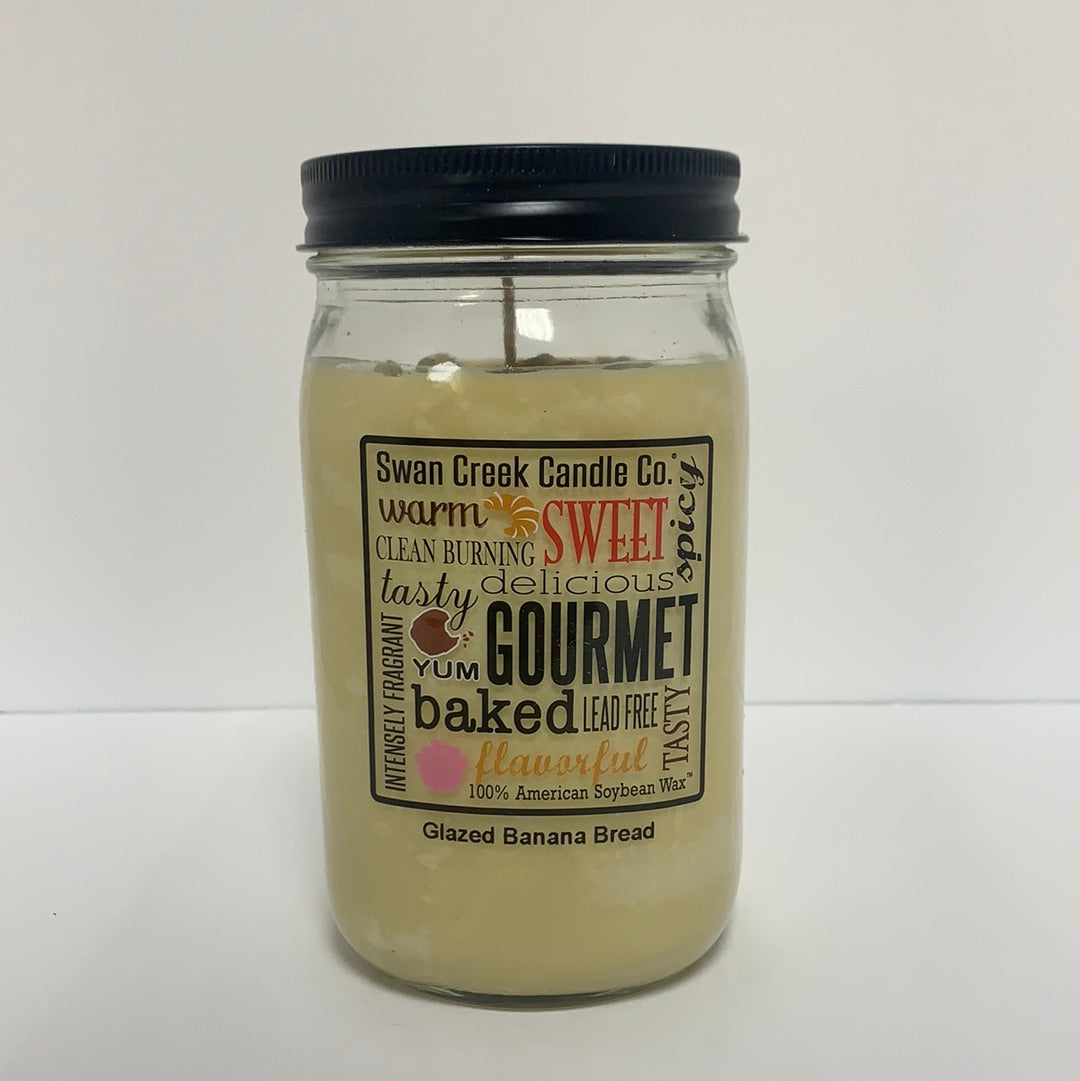 Swan Creek Candle Co.®
warm
SWEET
spicy
CLEAN BURNING
delicious
tasty
GOURMET
YUM
INTENSELY FRAGRANT
baked
LEAD FREE
TASTY
flavorful
100% American Soybean Wax™
Glazed Banana Bread